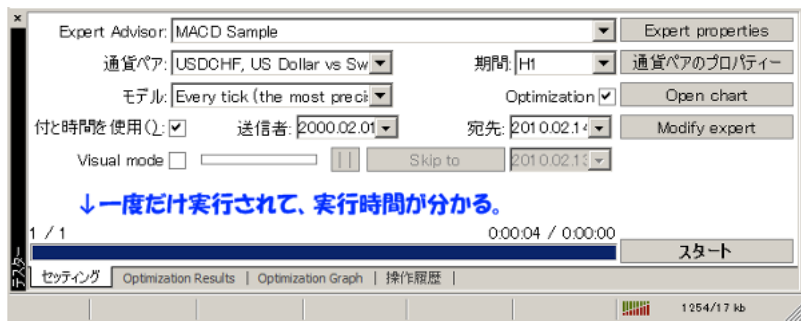 Expert Advisor: MACD Sample Expert properties
通貨ペア: USDCHF, US Dollar vs Sw 期間: H1 通貨ペアのプロパティー
モデル: Every tick (the most preci Optimization Open chart
付と時間を使用(): 送信者: 2000.02.01 宛先: 2010.02.14 Modify expert
Visual mode Skip to 2010.02.13
↓一度だけ実行されて、実行時間が分かる。
1 / 1 0:00:04 / 0:00:00
スタート
テスター
セッティング Optimization Results | Optimization Graph | 操作履歴 |
1254/17 kb